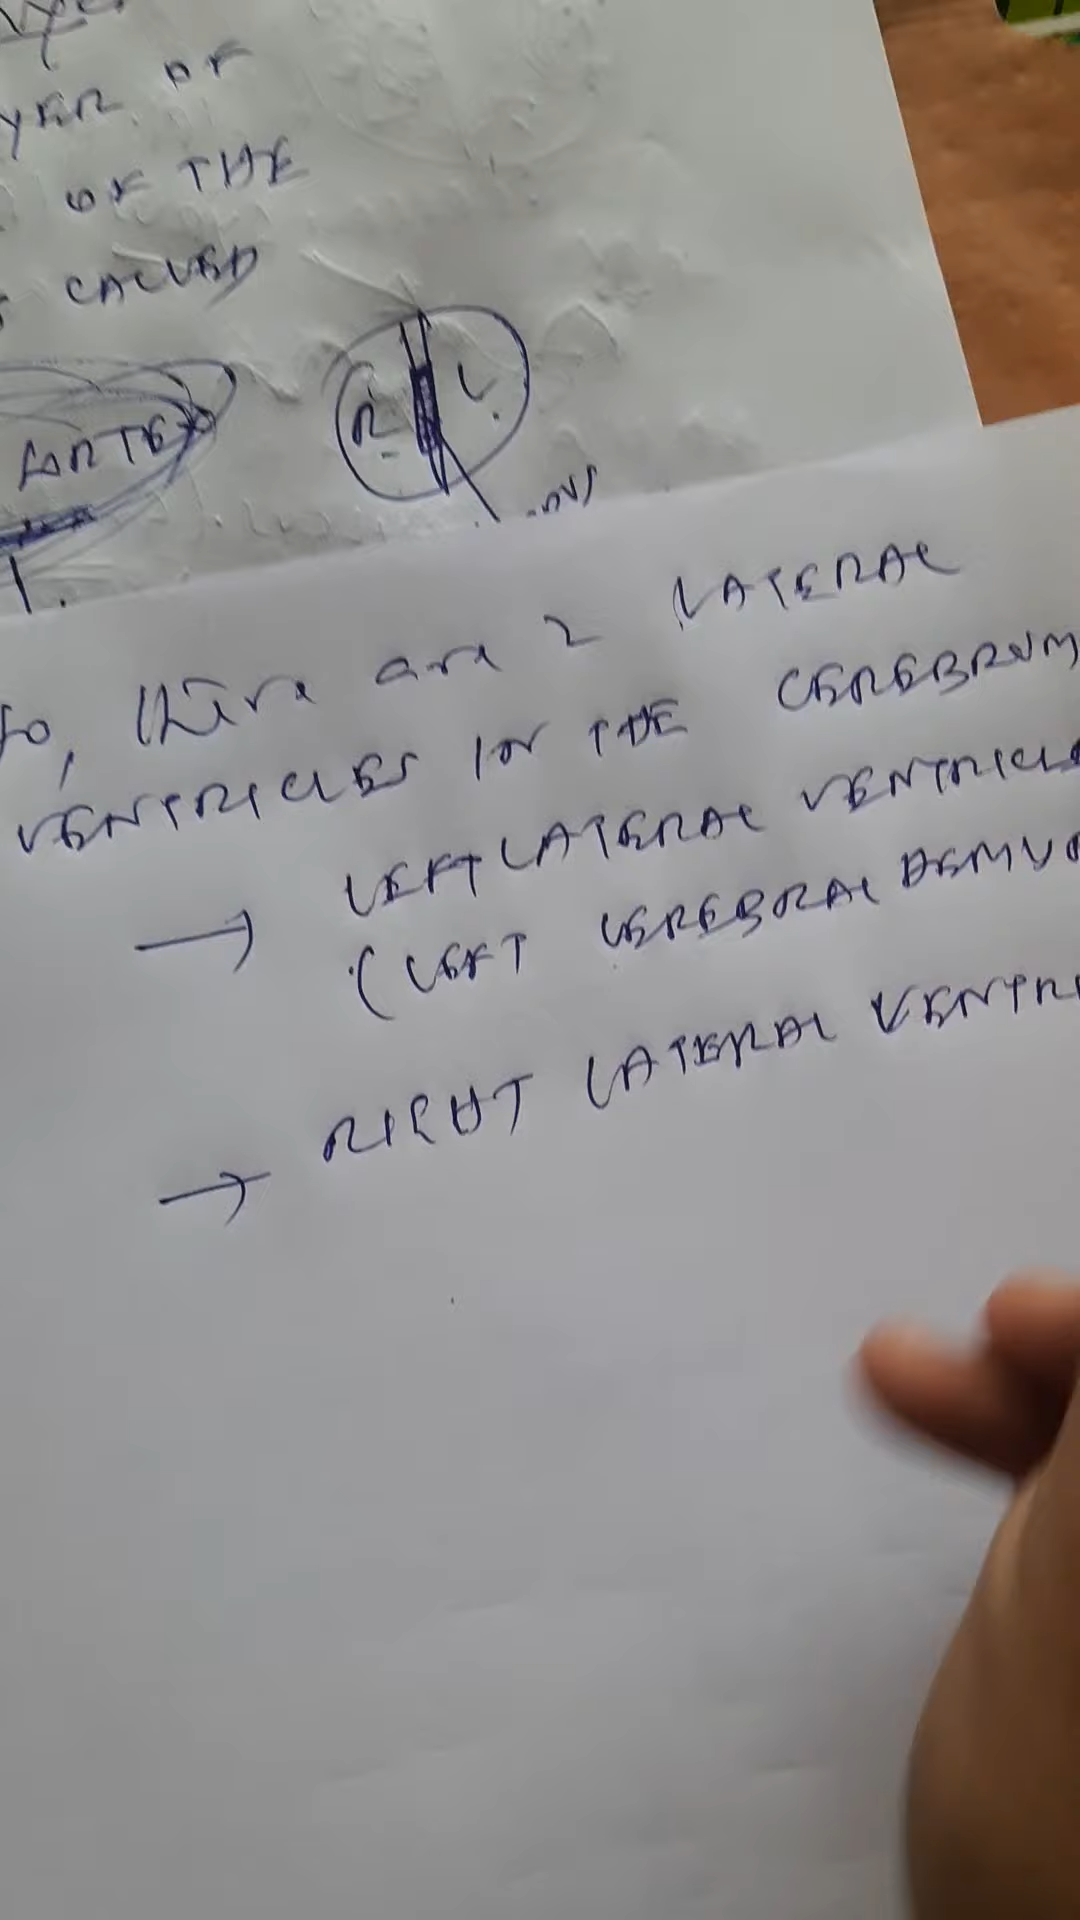 YER OF
OF THE
CALLED
CORTEX
R L
So, there are 2 LATERAL
VENTRICLES IN THE CEREBRUM
→ LEFT LATERAL VENTRICLE
(LEFT CEREBRAL HEMI
→ RIGHT LATERAL VENTRI